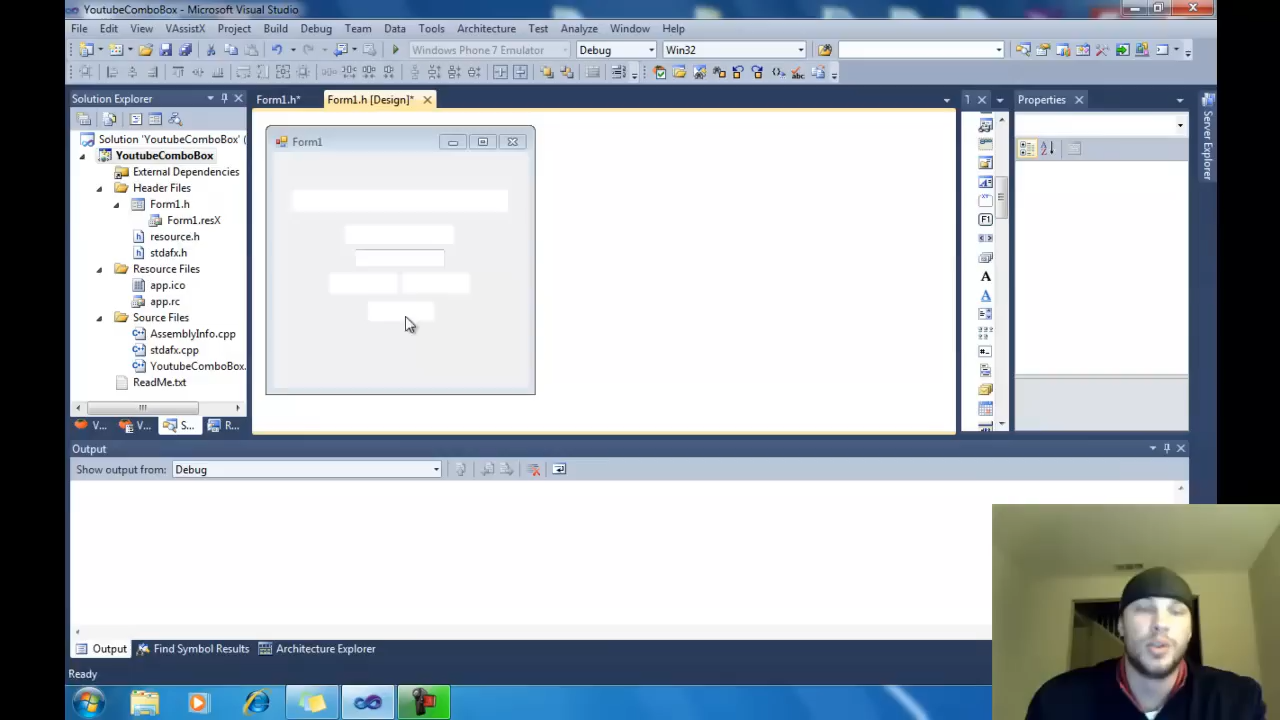 YoutubeComboBox - Microsoft Visual Studio
File Edit View VAssistX Project Build Debug Team Data Tools Architecture Test Analyze Window Help
Windows Phone 7 Emulator Debug Win32
Solution Explorer
Form1.h* Form1.h [Design]*
Properties
Solution 'YoutubeComboBox' (
YoutubeComboBox
External Dependencies
Header Files
Form1.h
Form1.resX
resource.h
stdafx.h
Resource Files
app.ico
app.rc
Source Files
AssemblyInfo.cpp
stdafx.cpp
YoutubeComboBox.
ReadMe.txt
V... V... S... R...
Form1
Server Explorer
Output
Show output from: Debug
Output Find Symbol Results Architecture Explorer
Ready